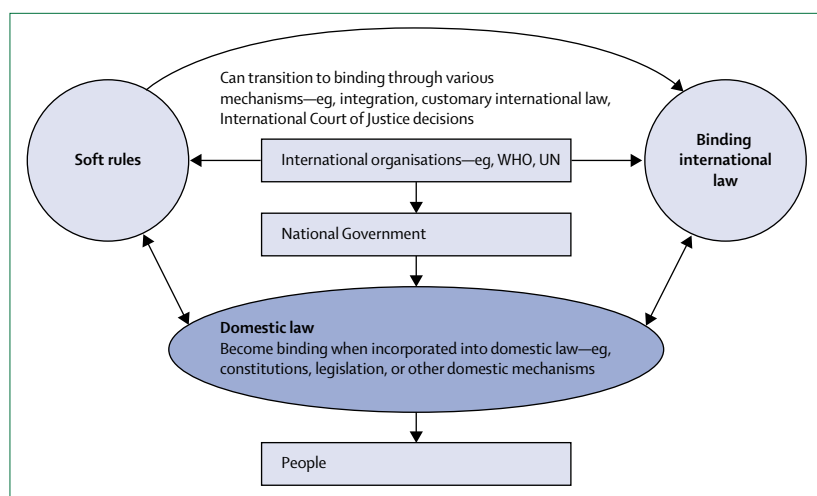 Can transition to binding through various
mechanisms—eg, integration, customary international law,
International Court of Justice decisions
Soft rules
International organisations—eg, WHO, UN
Binding
international
law
National Government
Domestic law
Become binding when incorporated into domestic law—eg,
constitutions, legislation, or other domestic mechanisms
People